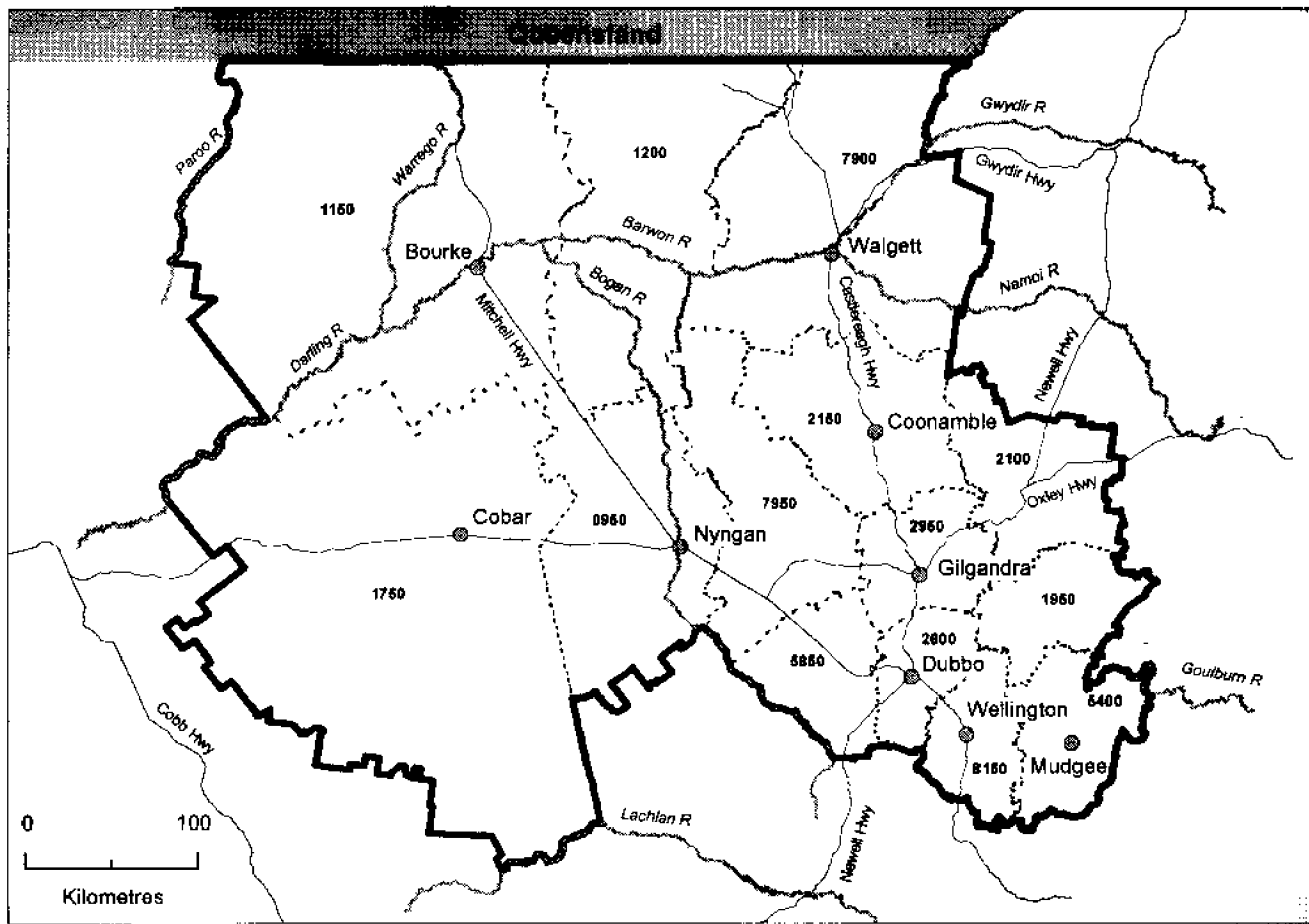 Queensland
Gwydir R
Paroo R
Warrego R
1200
7900
Gwydir Hwy
1150
Barwon R
Bourke
Walgett
Bogan R
Namoi R
Mitchell Hwy
Castlereagh Hwy
Darling R
Newell Hwy
2150
Coonamble
2100
Oxley Hwy
7950
Cobar
0950
Nyngan
2950
Gilgandra
1750
1950
2600
5850
Dubbo
Goulburn R
5400
Wellington
Cobb Hwy
8150
Mudgee
0 100
Kilometres
Lachlan R
Newell Hwy